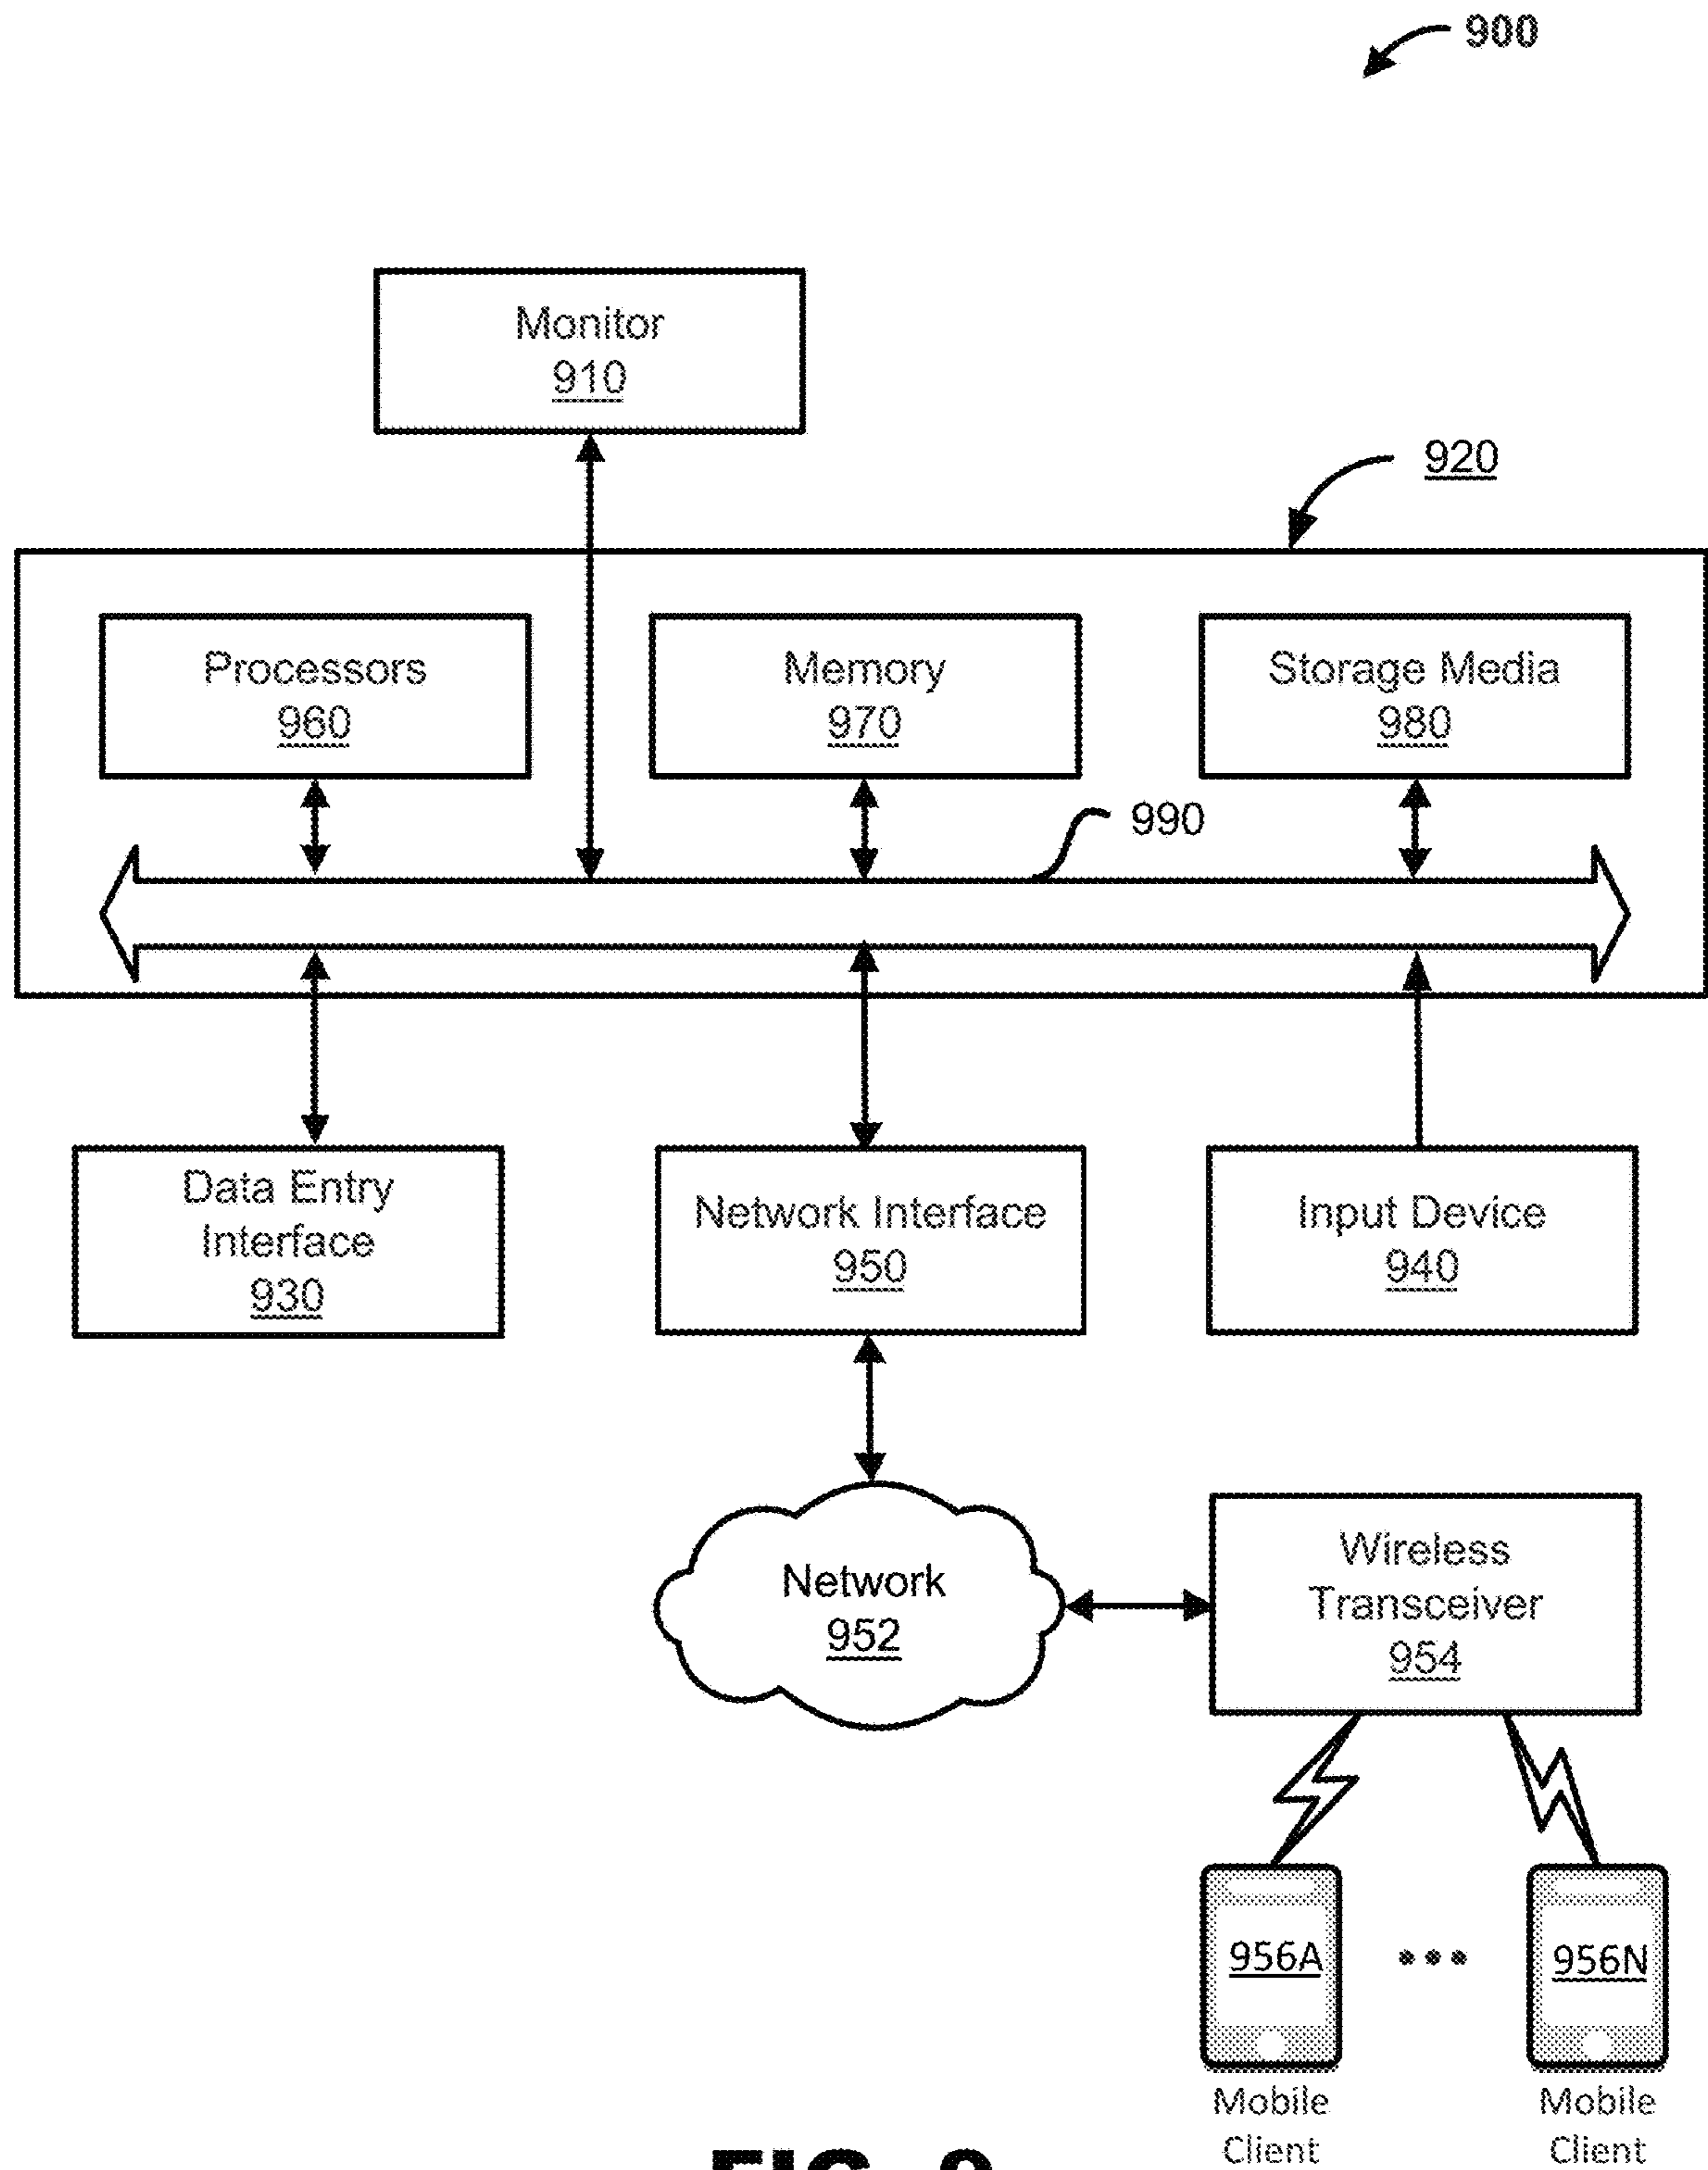 900
Monitor
910
920
Processors
960
Memory
970
Storage Media
980
990
Data Entry
Interface
930
Network Interface
950
Input Device
940
Network
952
Wireless
Transceiver
954
956A
956N
Mobile
Client
Mobile
Client
FIG.